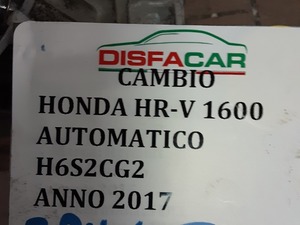 DISFACAR
CAMBIO
HONDA HR-V 1600
AUTOMATICO
H6S2CG2
ANNO 2017